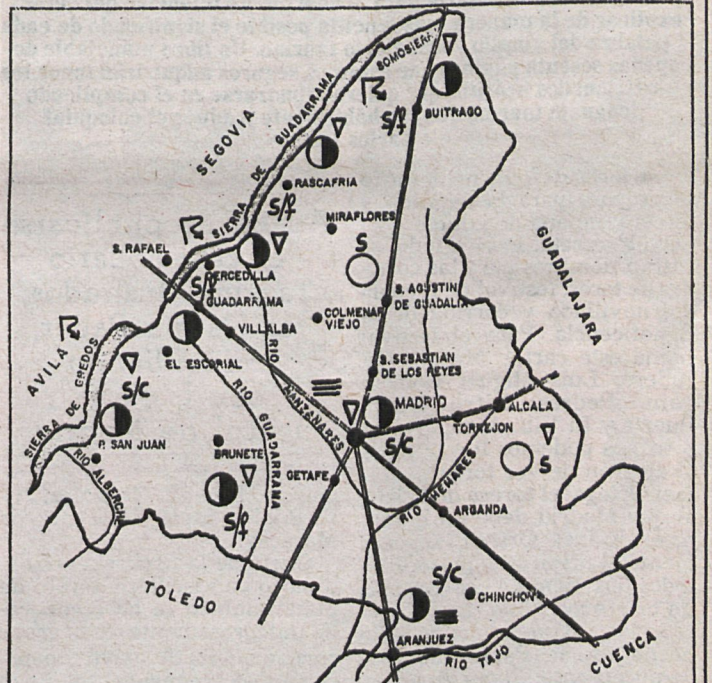 SOMOSIERRA
S/f
BUITRAGO
SEGOVIA
SIERRA DE GUADARRAMA
RASCAFRIA
S/f
MIRAFLORES
S
S. RAFAEL
CERCEDILLA
S/f
GUADARRAMA
GUADALAJARA
S. AGUSTIN
DE GUADALIX
COLMENAR
VIEJO
VILLALBA
EL ESCORIAL
AVILA
SIERRA DE GREDOS
S/C
S. SEBASTIAN
DE LOS REYES
RIO MANZANARES
RIO GUADARRAMA
MADRID
S/C
TORREJON
ALCALA
S
P. SAN JUAN
RIO ALBERCHE
BRUNETE
S/f
GETAFE
RIO HENARES
ARGANDA
TOLEDO
S/C
CHINCHON
ARANJUEZ
RIO TAJO
CUENCA